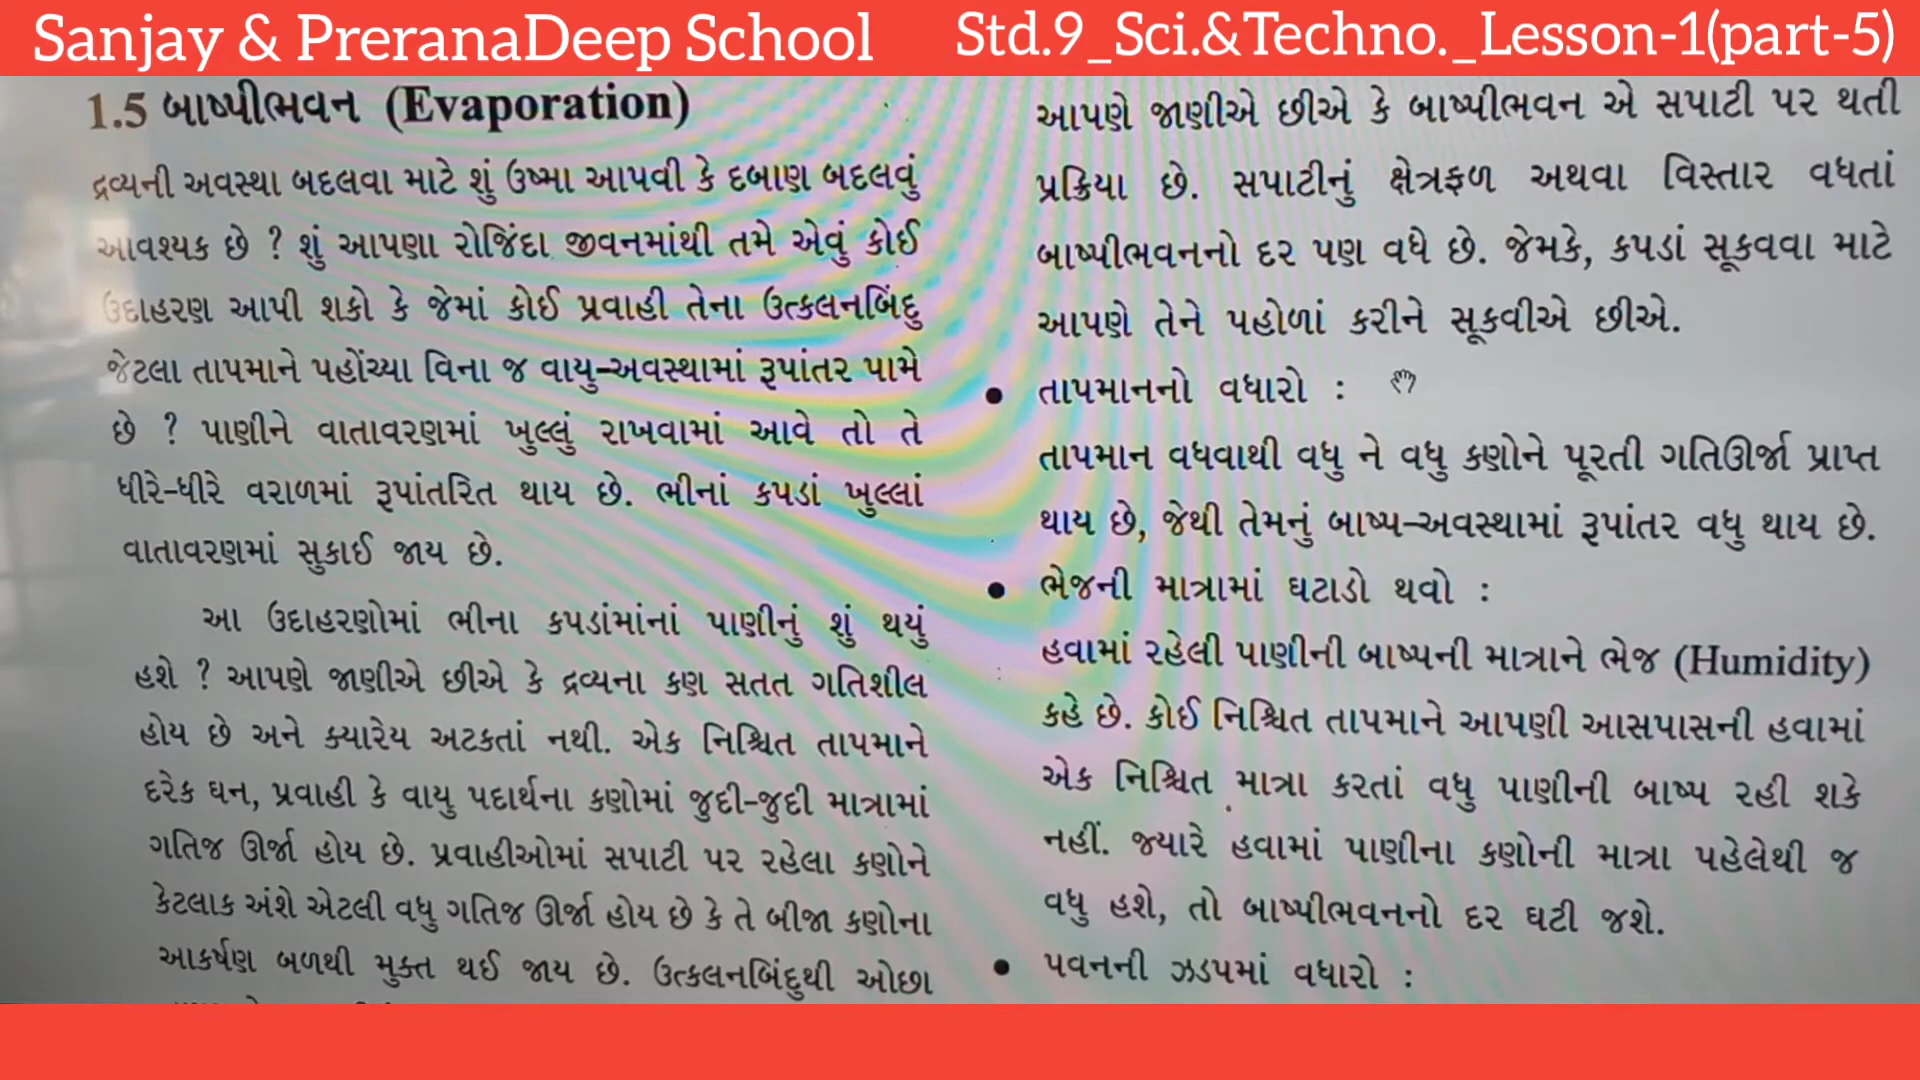 Sanjay & PreranaDeep School
Std.9_Sci.&Techno._Lesson-1(part-5)
1.5 બાષ્પીભવન (Evaporation)
દ્રવ્યની અવસ્થા બદલવા માટે શું ઉષ્મા આપવી કે દબાણ બદલવું
આવશ્યક છે ? શું આપણા રોજિંદા જીવનમાંથી તમે એવું કોઈ
ઉદાહરણ આપી શકો કે જેમાં કોઈ પ્રવાહી તેના ઉત્કલનબિંદુ
જેટલા તાપમાને પહોંચ્યા વિના જ વાયુ-અવસ્થામાં રૂપાંતર પામે
છે ? પાણીને વાતાવરણમાં ખુલ્લું રાખવામાં આવે તો તે
ધીરે-ધીરે વરાળમાં રૂપાંતરિત થાય છે. ભીનાં કપડાં ખુલ્લાં
વાતાવરણમાં સુકાઈ જાય છે.
આ ઉદાહરણોમાં ભીના કપડાંમાંનાં પાણીનું શું થયું
હશે ? આપણે જાણીએ છીએ કે દ્રવ્યના કણ સતત ગતિશીલ
હોય છે અને ક્યારેય અટકતાં નથી. એક નિશ્ચિત તાપમાને
દરેક ઘન, પ્રવાહી કે વાયુ પદાર્થના કણોમાં જુદી-જુદી માત્રામાં
ગતિજ ઊર્જા હોય છે. પ્રવાહીઓમાં સપાટી પર રહેલા કણોને
કેટલાક અંશે એટલી વધુ ગતિજ ઊર્જા હોય છે કે તે બીજા કણોના
આકર્ષણ બળથી મુક્ત થઈ જાય છે. ઉત્કલનબિંદુથી ઓછા
આપણે જાણીએ છીએ કે બાષ્પીભવન એ સપાટી પર થતી
પ્રક્રિયા છે. સપાટીનું ક્ષેત્રફળ અથવા વિસ્તાર વધતાં
બાષ્પીભવનનો દર પણ વધે છે. જેમકે, કપડાં સૂકવવા માટે
આપણે તેને પહોળાં કરીને સૂકવીએ છીએ.
• તાપમાનનો વધારો :
તાપમાન વધવાથી વધુ ને વધુ કણોને પૂરતી ગતિઊર્જા પ્રાપ્ત
થાય છે, જેથી તેમનું બાષ્પ-અવસ્થામાં રૂપાંતર વધુ થાય છે.
• ભેજની માત્રામાં ઘટાડો થવો :
હવામાં રહેલી પાણીની બાષ્પની માત્રાને ભેજ (Humidity)
કહે છે. કોઈ નિશ્ચિત તાપમાને આપણી આસપાસની હવામાં
એક નિશ્ચિત માત્રા કરતાં વધુ પાણીની બાષ્પ રહી શકે
નહીં. જ્યારે હવામાં પાણીના કણોની માત્રા પહેલેથી જ
વધુ હશે, તો બાષ્પીભવનનો દર ઘટી જશે.
• પવનની ઝડપમાં વધારો :